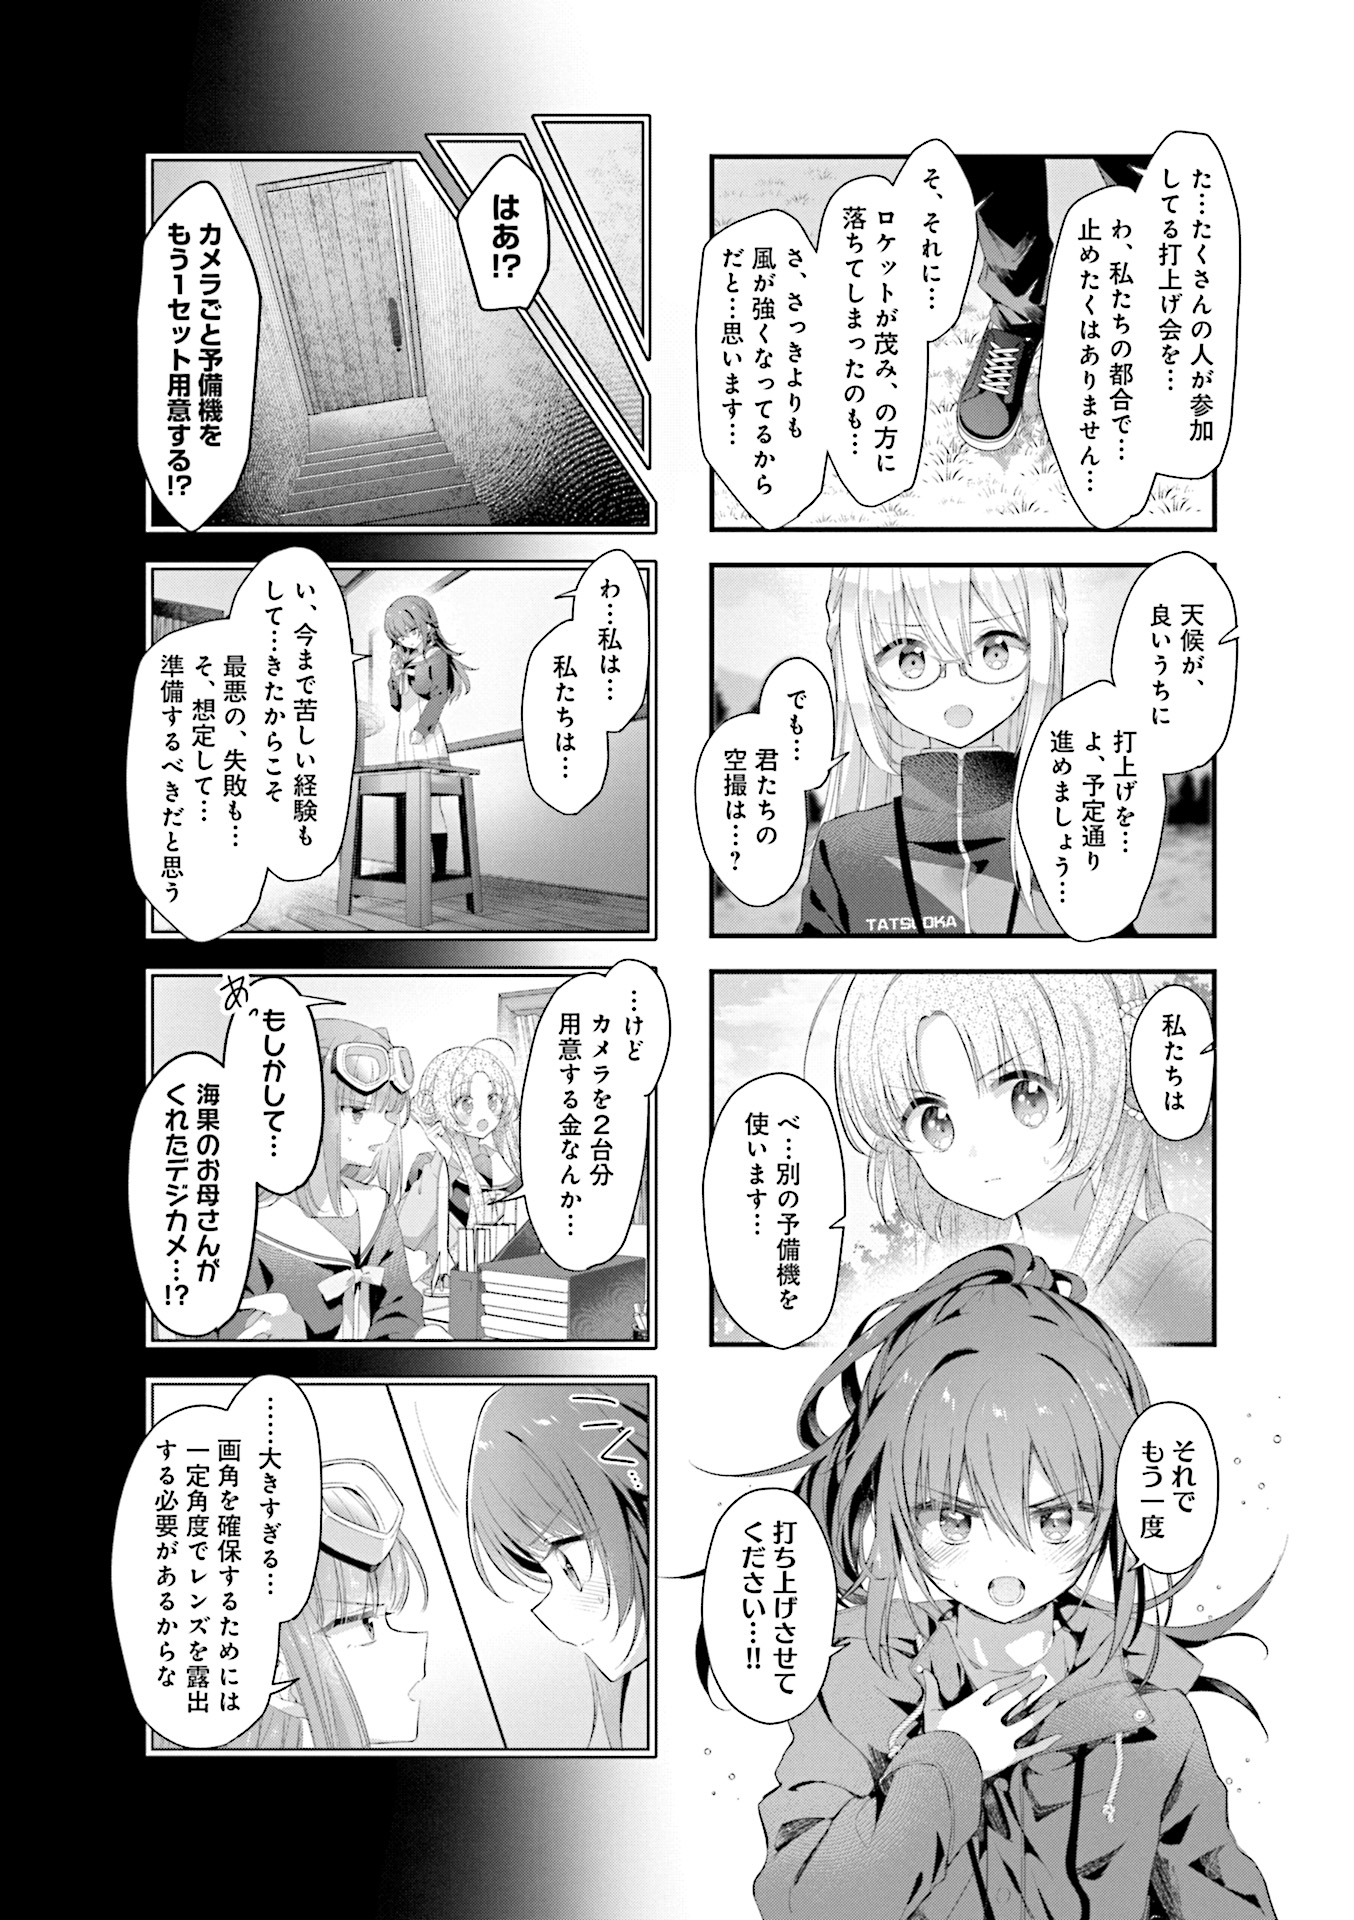 た…たくさんの人が参加
してる打上げ会を…
わ、私たちの都合で…
止めたくはありません…
そ、それに…
ロケットが茂み、の方に
落ちてしまったのも…
さ、さっきよりも
風が強くなってるから
だと…思います…
天候が、
良いうちに
打上げを…
よ、予定通り
進めましょう…
でも…
君たちの
空撮は…?
TATSUOKA
私たちは
べ…別の予備機を
使います…
それで
もう一度
打ち上げさせて
ください…!!
はあ!?
カメラごと予備機を
もう1セット用意する!?
わ…私は…
私たちは…
い、今まで苦しい経験も
して…きたからこそ
最悪の、失敗も…
そ、想定して…
準備するべきだと思う
…けど
カメラを2台分
用意する金なんか…
あ、
もしかして…
海果のお母さんが
くれたデジカメ…!?
……大きすぎる…
画角を確保するためには
一定角度でレンズを露出
する必要があるからな